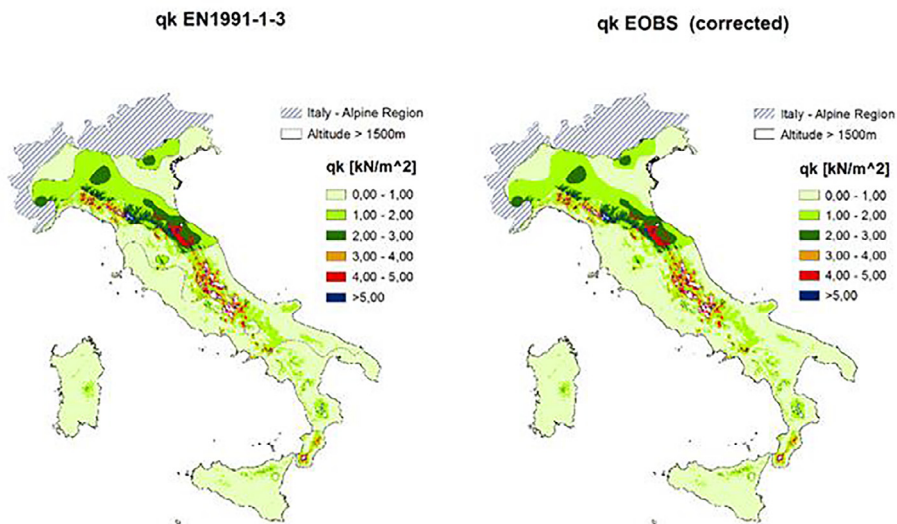 qk EN1991-1-3
Italy - Alpine Region
Altitude > 1500m
qk [kN/m^2]
0,00 - 1,00
1,00 - 2,00
2,00 - 3,00
3,00 - 4,00
4,00 - 5,00
>5,00
qk EOBS (corrected)
Italy - Alpine Region
Altitude > 1500m
qk [kN/m^2]
0,00 - 1,00
1,00 - 2,00
2,00 - 3,00
3,00 - 4,00
4,00 - 5,00
>5,00